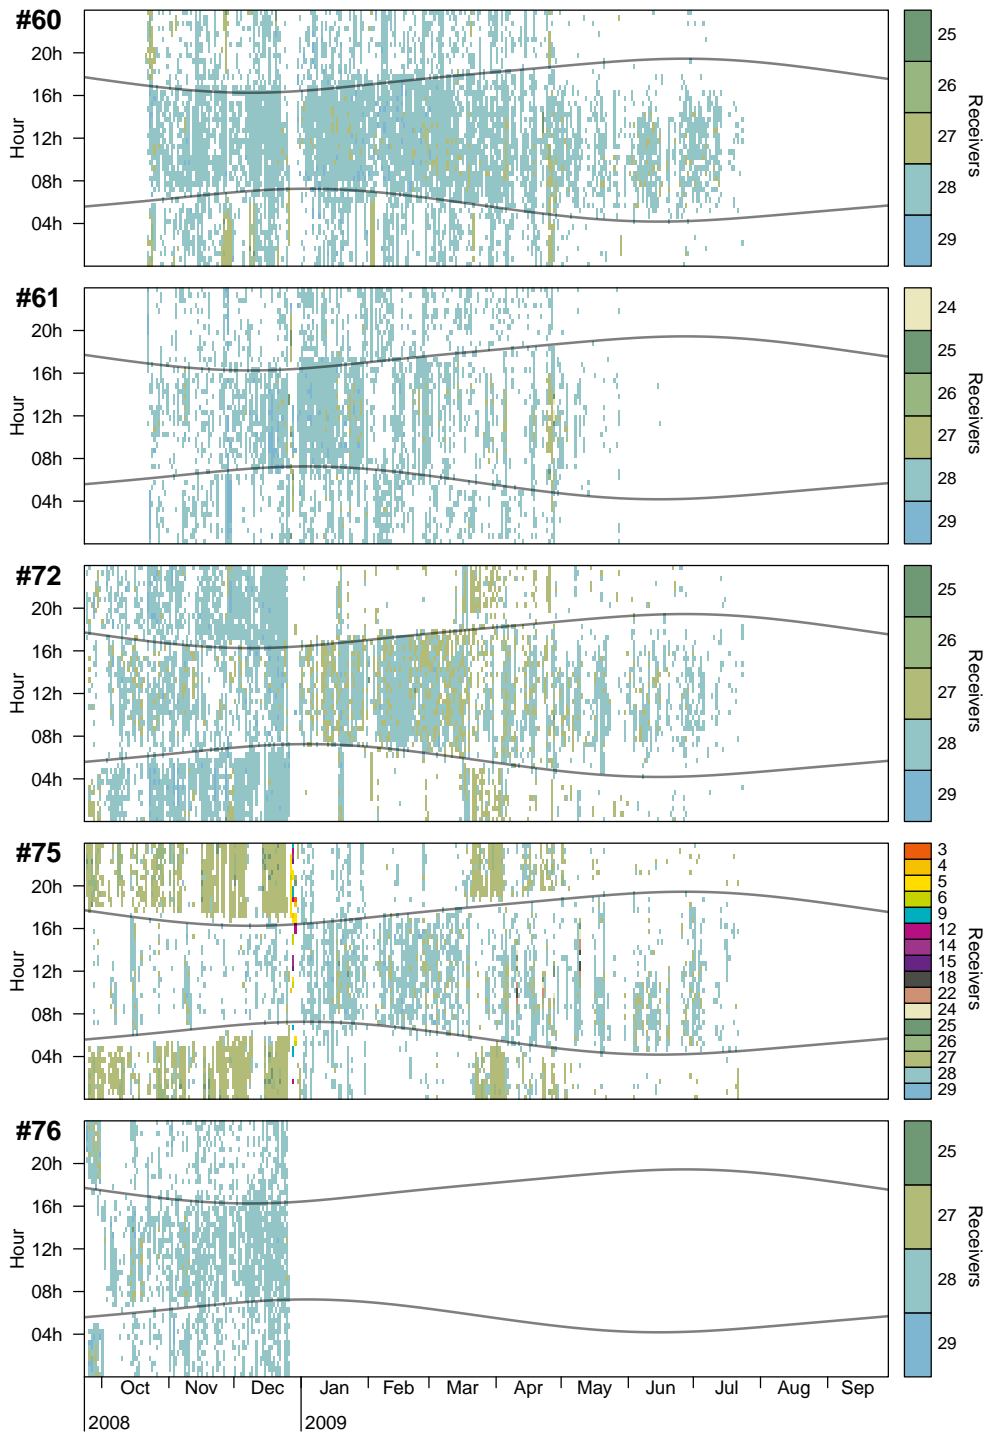 #60
20h
16h
12h
08h
04h
Hour
25
26
27
28
29
Receivers
#61
20h
16h
12h
08h
04h
Hour
24
25
26
27
28
29
Receivers
#72
20h
16h
12h
08h
04h
Hour
25
26
27
28
29
Receivers
#75
20h
16h
12h
08h
04h
Hour
3
4
5
6
9
12
14
15
18
22
24
25
26
27
28
29
Receivers
#76
20h
16h
12h
08h
04h
Hour
25
27
28
29
Receivers
Oct Nov Dec Jan Feb Mar Apr May Jun Jul Aug Sep
2008 2009